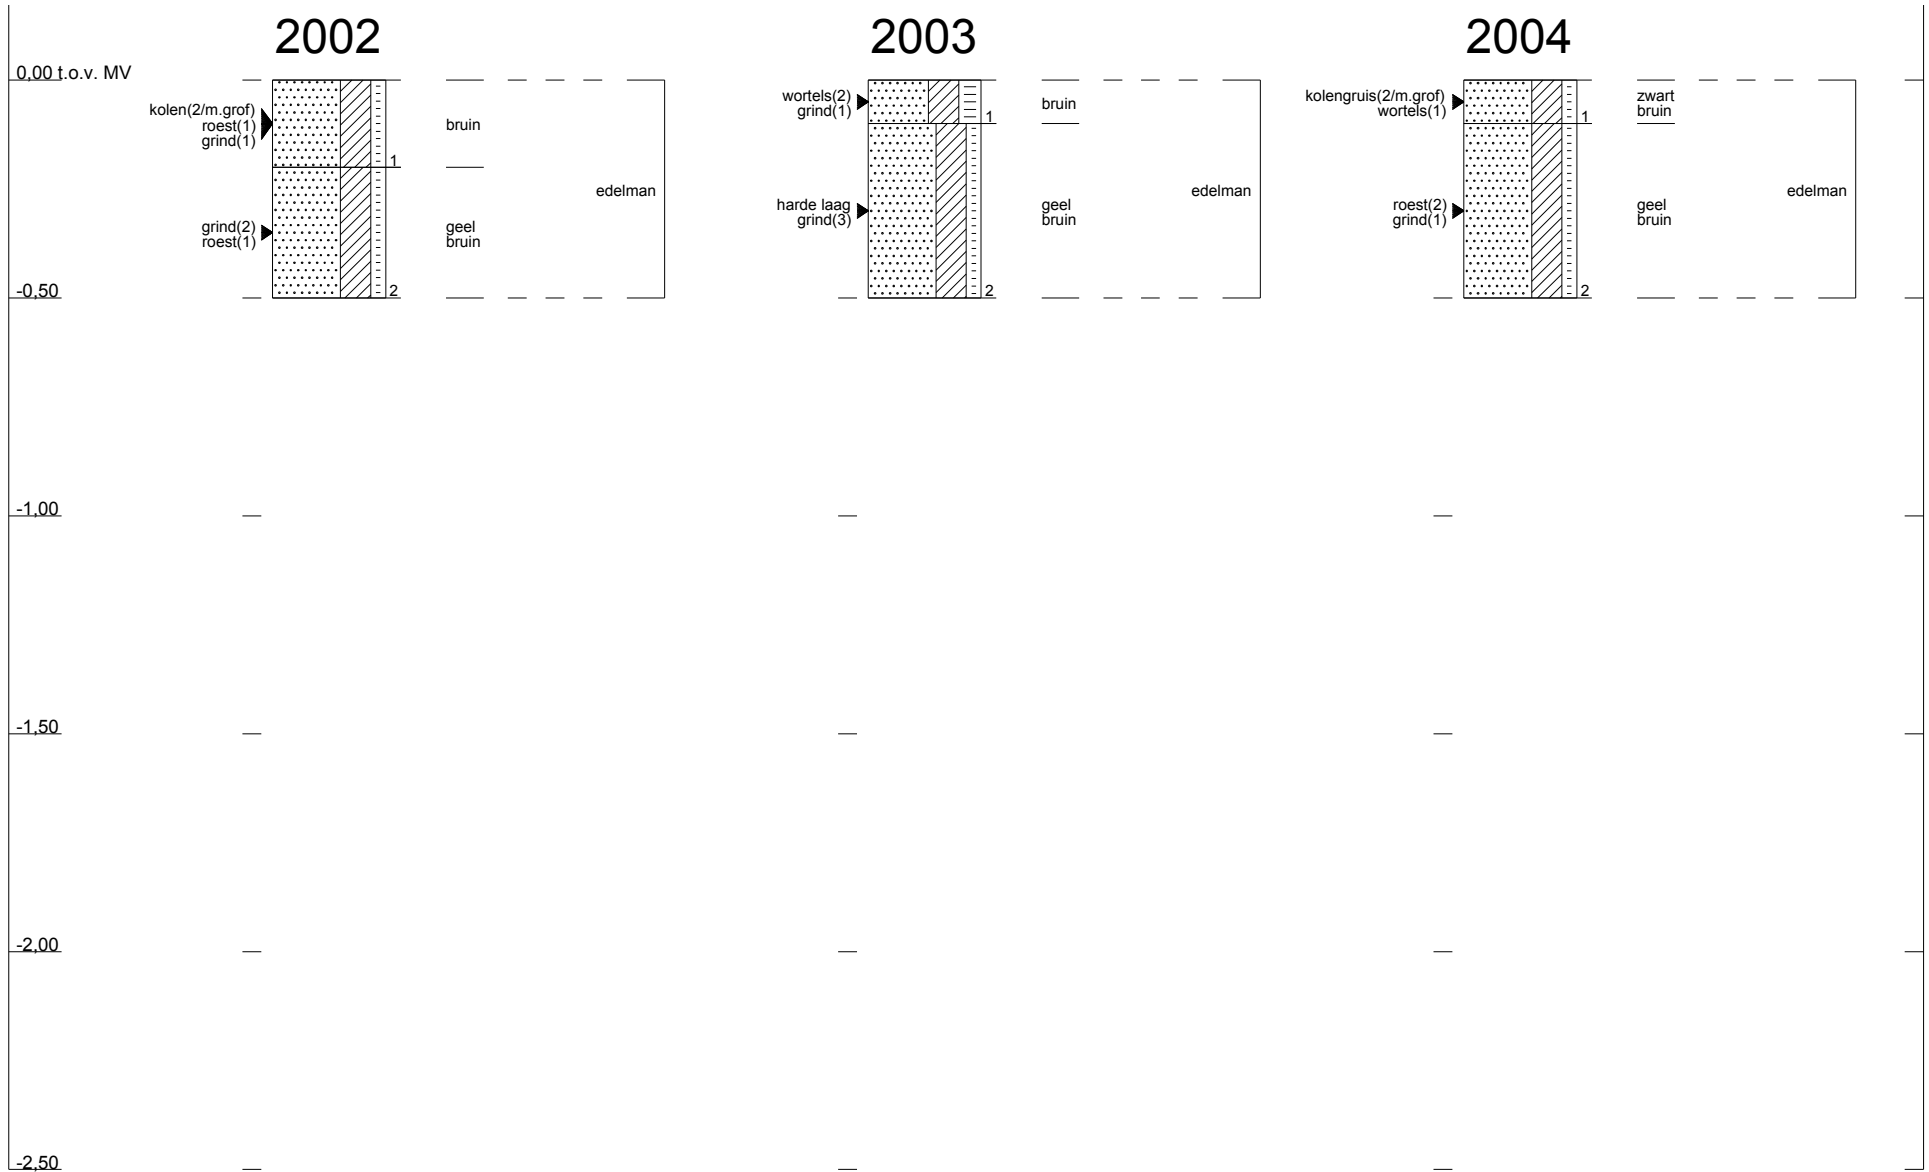 2002
2003
2004
0,00 t.o.v. MV
kolen(2/m.grof)
roest(1)
grind(1)
bruin
1
grind(2)
roest(1)
geel
bruin
2
edelman
wortels(2)
grind(1)
bruin
1
harde laag
grind(3)
geel
bruin
2
edelman
kolengruis(2/m.grof)
wortels(1)
zwart
bruin
1
roest(2)
grind(1)
geel
bruin
2
edelman
-0,50
-1,00
-1,50
-2,00
-2,50